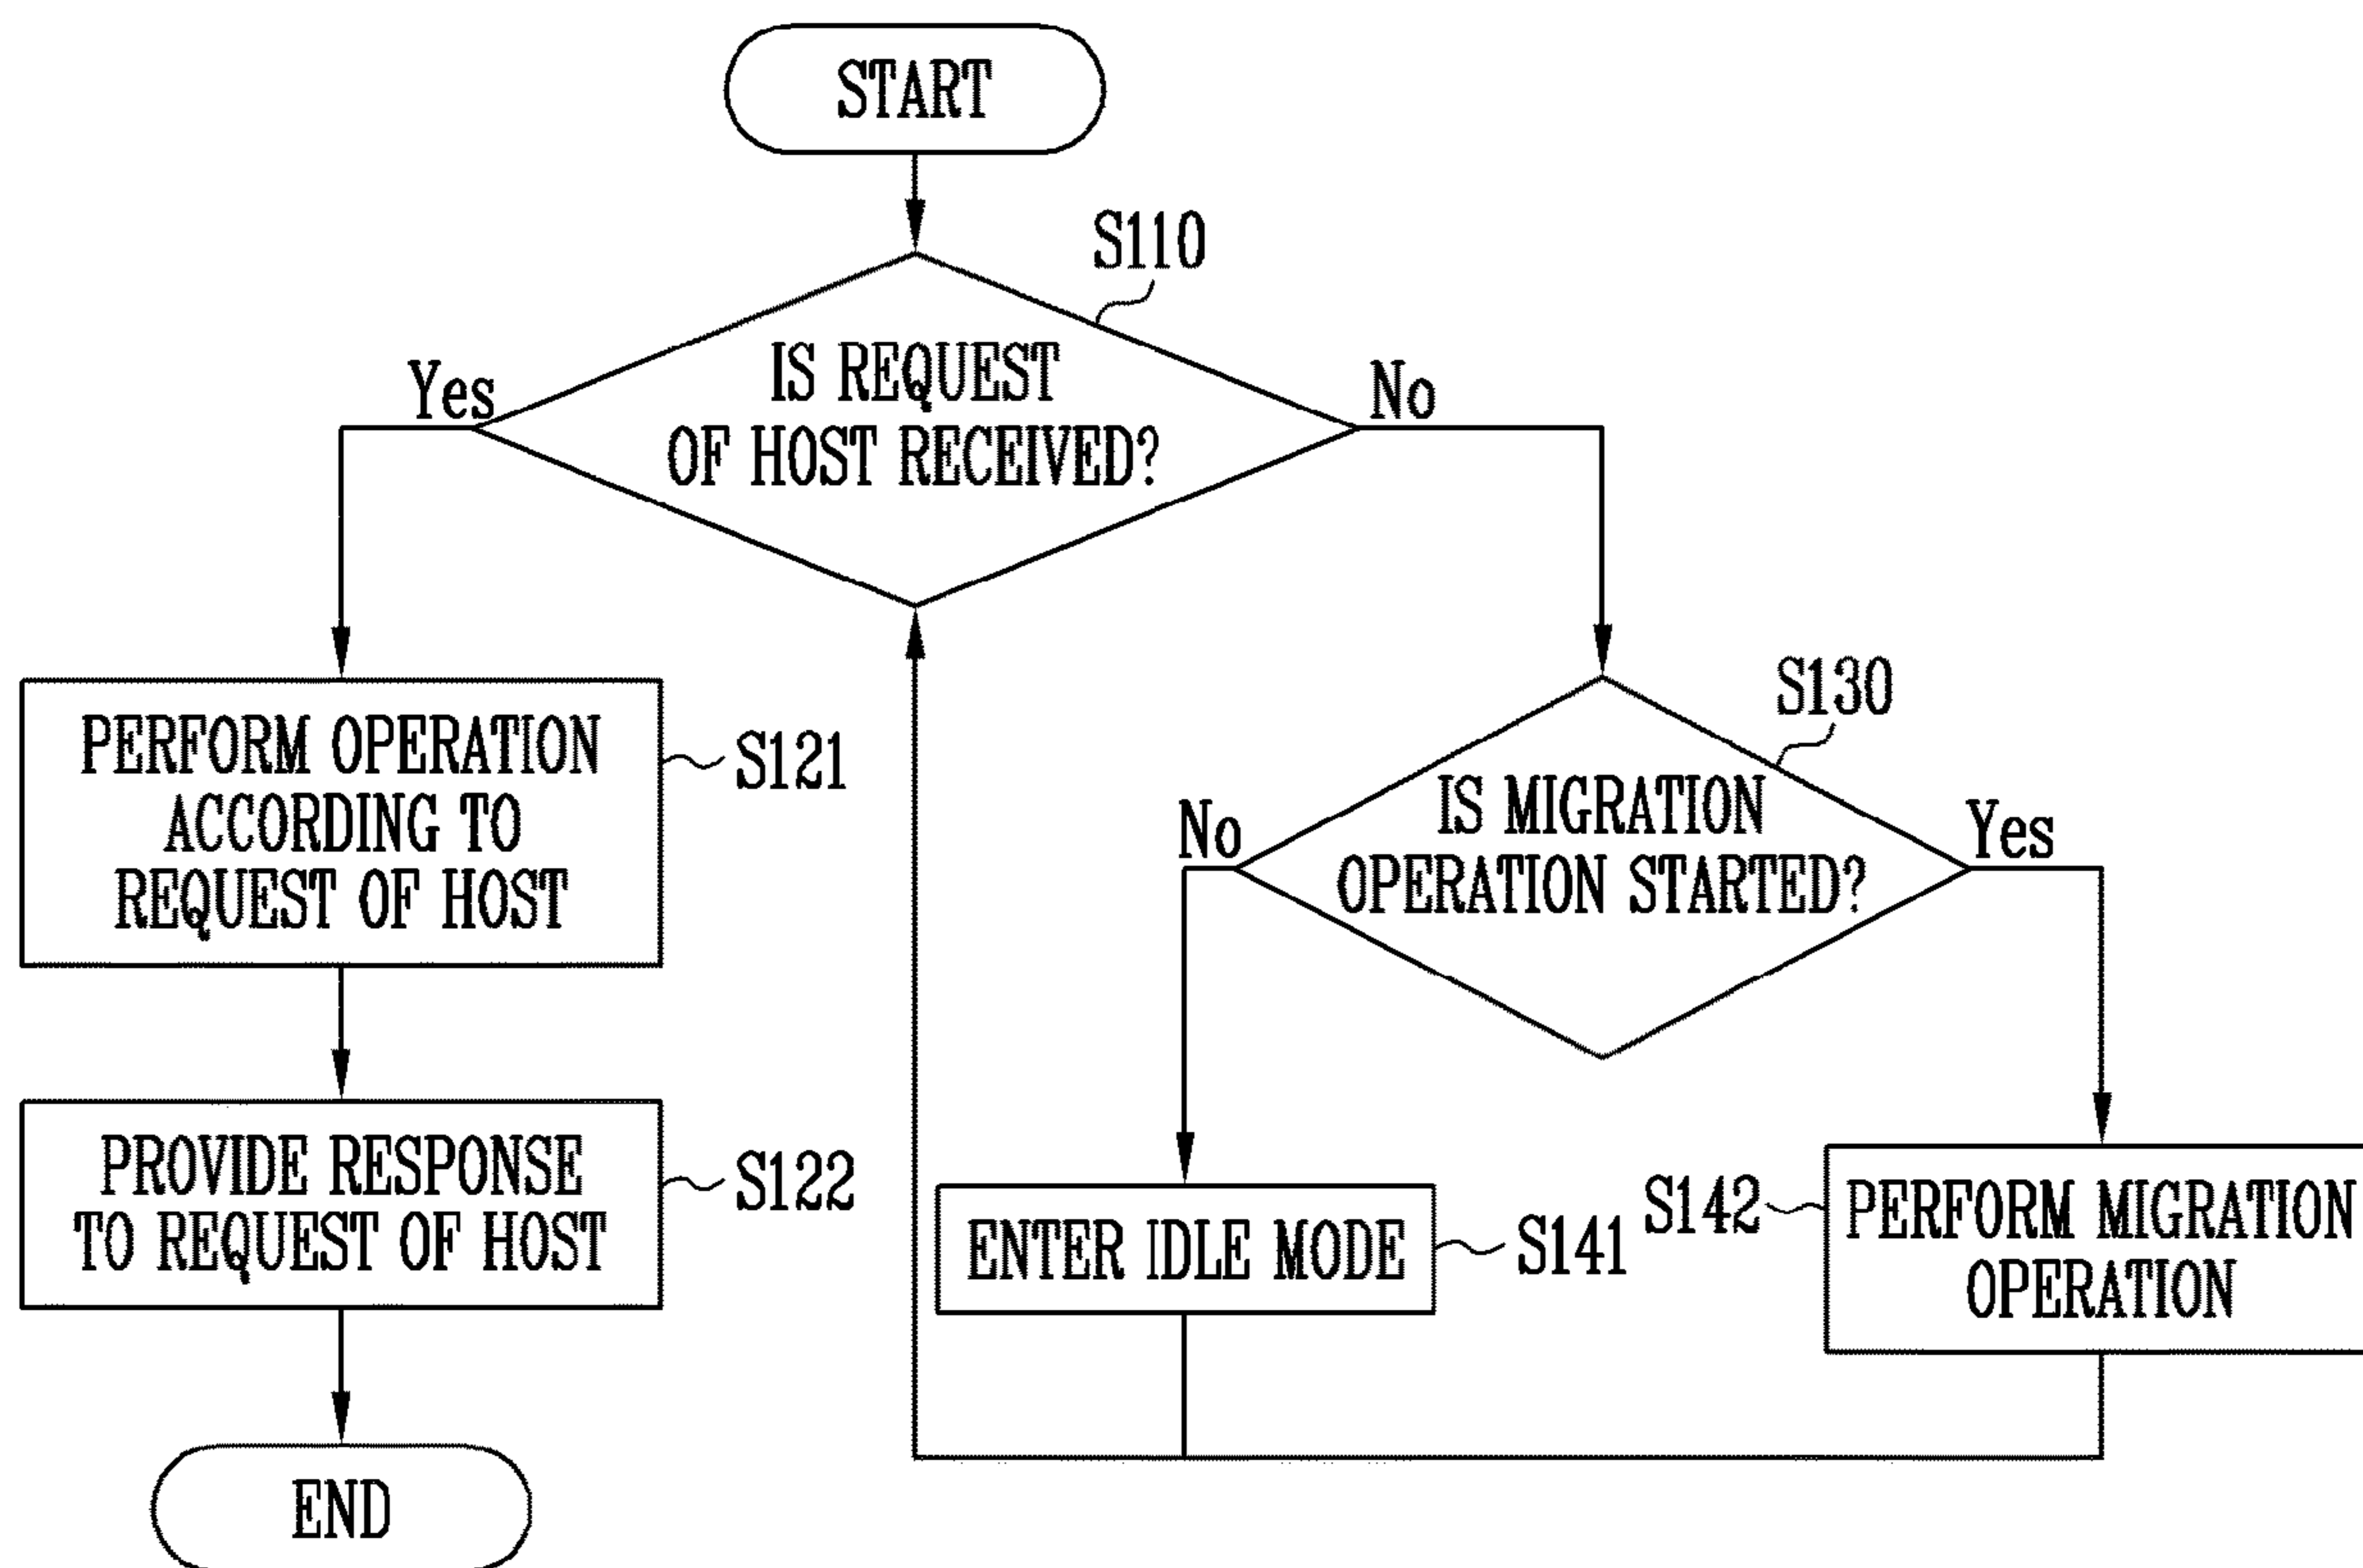 START
S110
IS REQUEST
OF HOST RECEIVED?
Yes
No
PERFORM OPERATION
ACCORDING TO
REQUEST OF HOST
S121
S130
IS MIGRATION
OPERATION STARTED?
No
Yes
PROVIDE RESPONSE
TO REQUEST OF HOST
S122
ENTER IDLE MODE
S141
S142
PERFORM MIGRATION
OPERATION
END